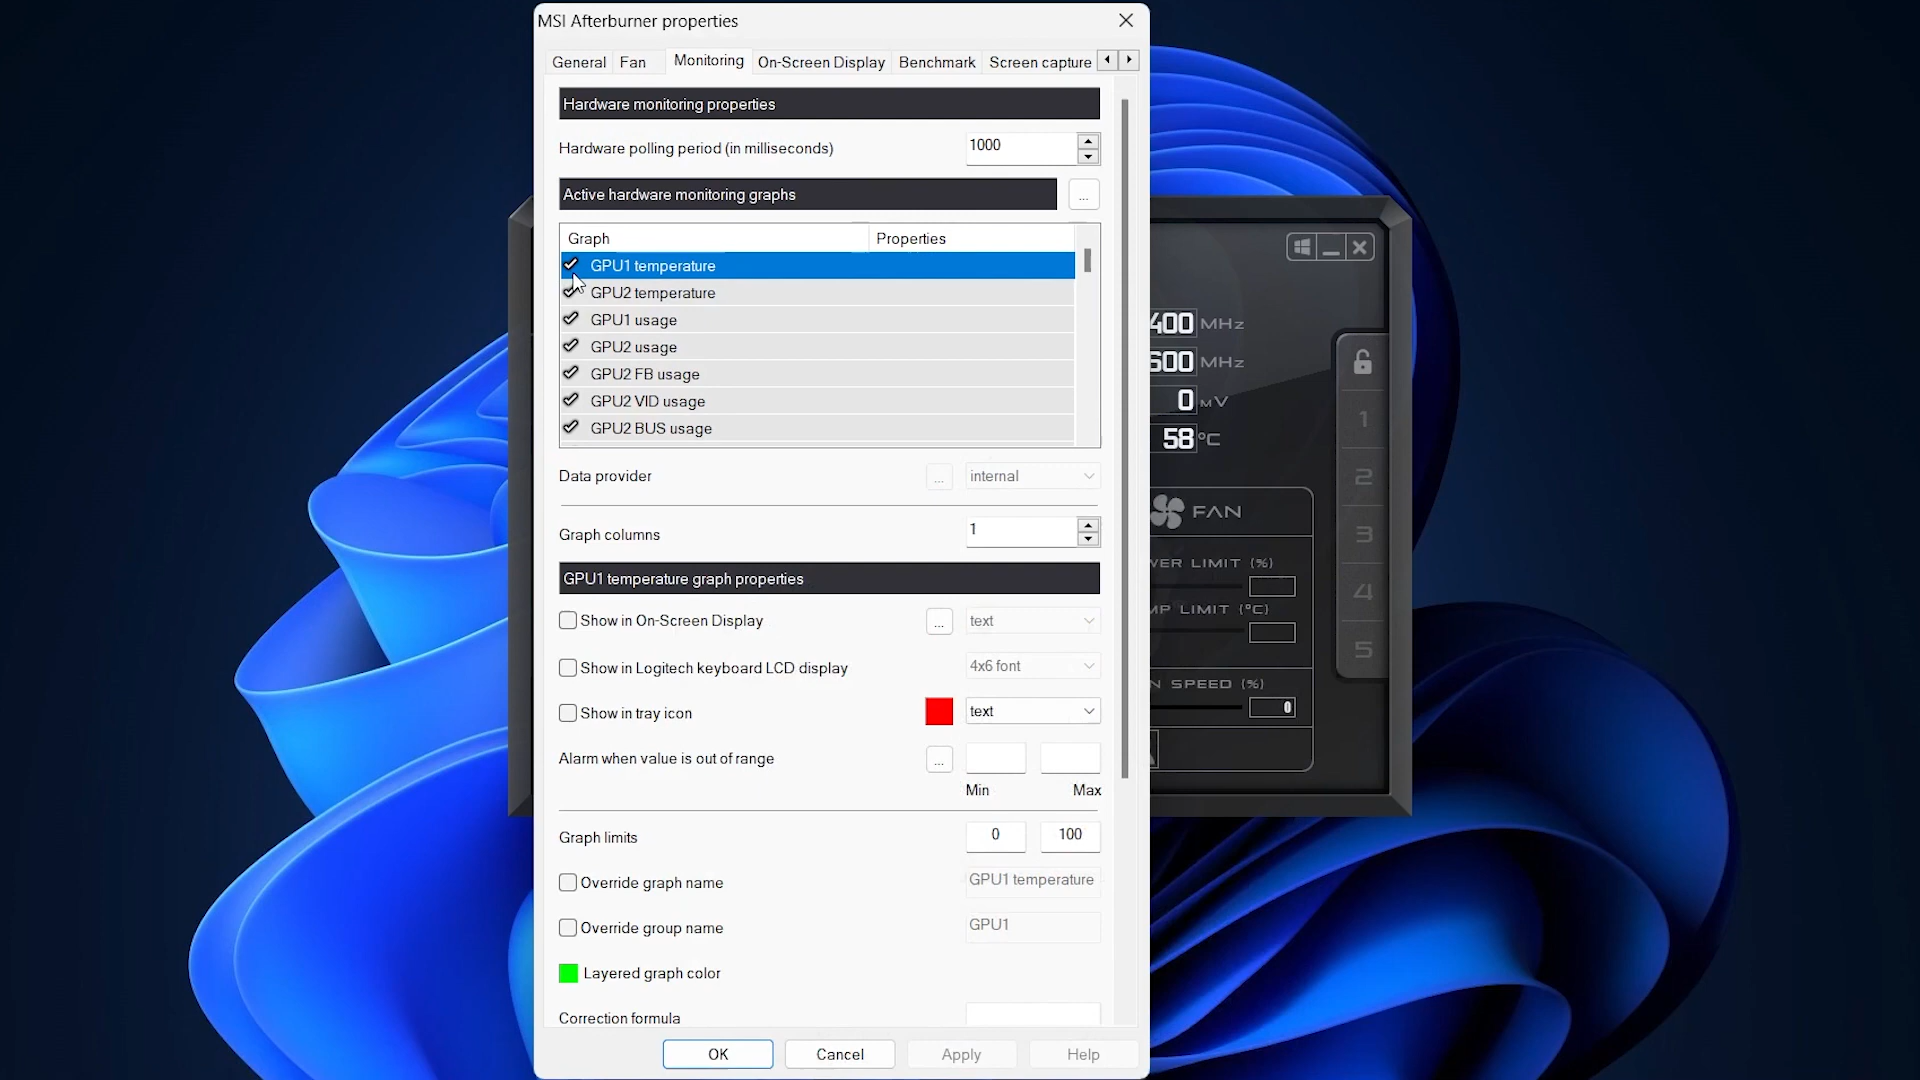 MSI Afterburner properties
General Fan Monitoring On-Screen Display Benchmark Screen capture
Hardware monitoring properties
Hardware polling period (in milliseconds) 1000
Active hardware monitoring graphs ...
Graph Properties
GPU1 temperature
GPU2 temperature
GPU1 usage
GPU2 usage
GPU2 FB usage
GPU2 VID usage
GPU2 BUS usage
Data provider ... internal
Graph columns 1
GPU1 temperature graph properties
Show in On-Screen Display ... text
Show in Logitech keyboard LCD display 4x6 font
Show in tray icon text
Alarm when value is out of range ...
Min Max
Graph limits 0 100
Override graph name GPU1 temperature
Override group name GPU1
Layered graph color
Correction formula
OK Cancel Apply Help
400 MHz
600 MHz
0 MV
58 °C
FAN
WER LIMIT (%)
MP LIMIT (°C)
N SPEED (%)
0
1
2
3
4
5